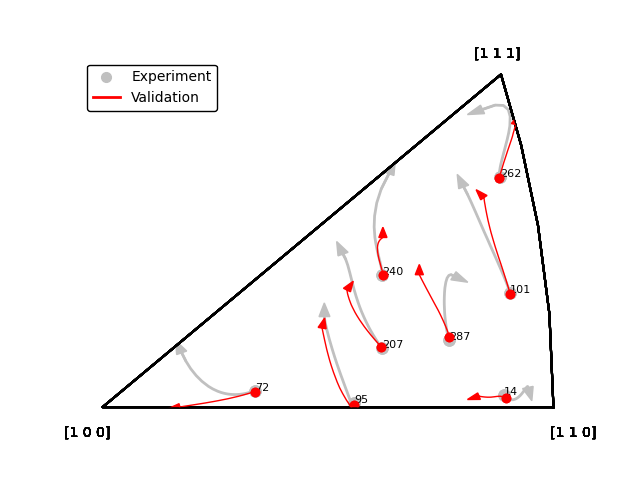 [1 1 1]
Experiment
Validation
262
240
101
287
207
72
95
14
[1 0 0]
[1 1 0]